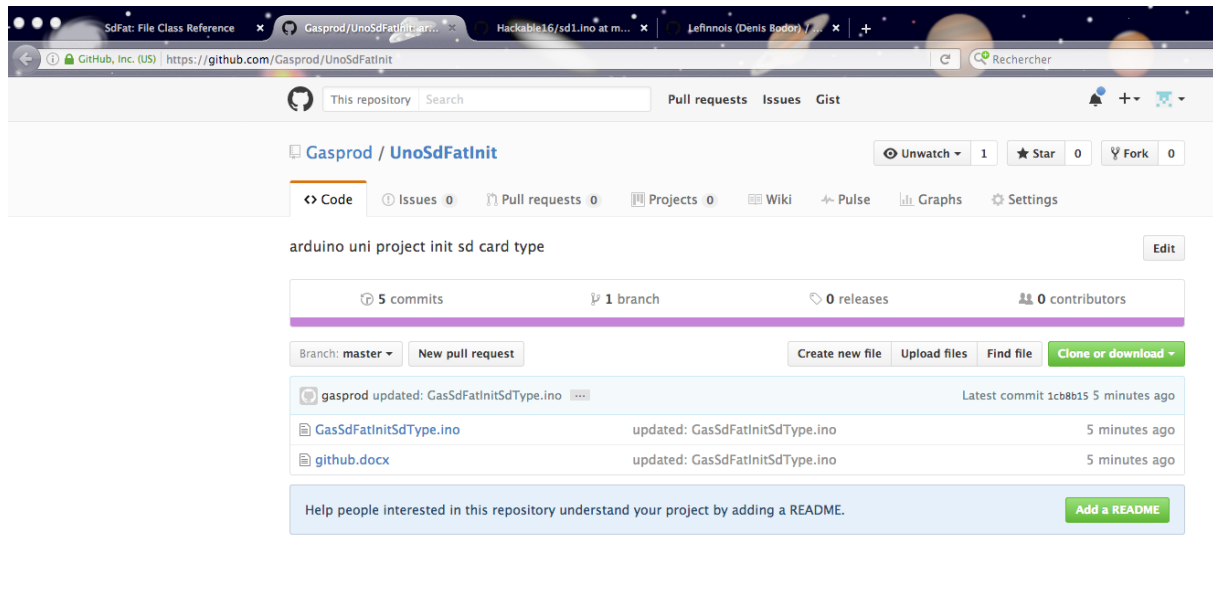 SdFat: File Class Reference × Gasprod/UnoSdFatInit: ar... × Hackable16/sd1.ino at m... × Lefinnois (Denis Bodor) / ... × +
GitHub, Inc. (US) https://github.com/Gasprod/UnoSdFatInit Rechercher
This repository Search Pull requests Issues Gist
Gasprod / UnoSdFatInit Unwatch 1 Star 0 Fork 0
Code Issues 0 Pull requests 0 Projects 0 Wiki Pulse Graphs Settings
arduino uni project init sd card type Edit
5 commits 1 branch 0 releases 0 contributors
Branch: master New pull request Create new file Upload files Find file Clone or download
gasprod updated: GasSdFatInitSdType.ino ... Latest commit 1cb8b15 5 minutes ago
GasSdFatInitSdType.ino updated: GasSdFatInitSdType.ino 5 minutes ago
github.docx updated: GasSdFatInitSdType.ino 5 minutes ago
Help people interested in this repository understand your project by adding a README. Add a README